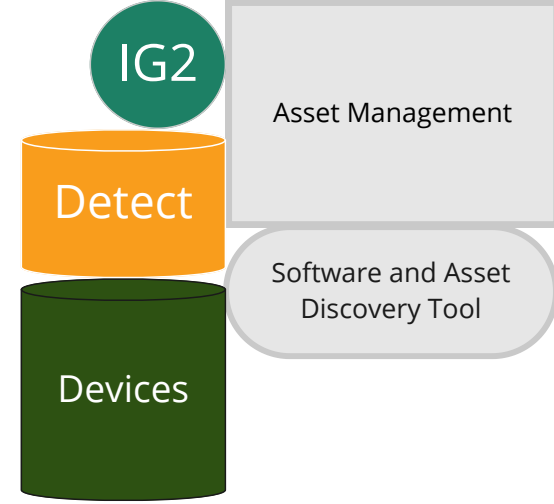 IG2
Asset Management
Detect
Software and Asset
Discovery Tool
Devices